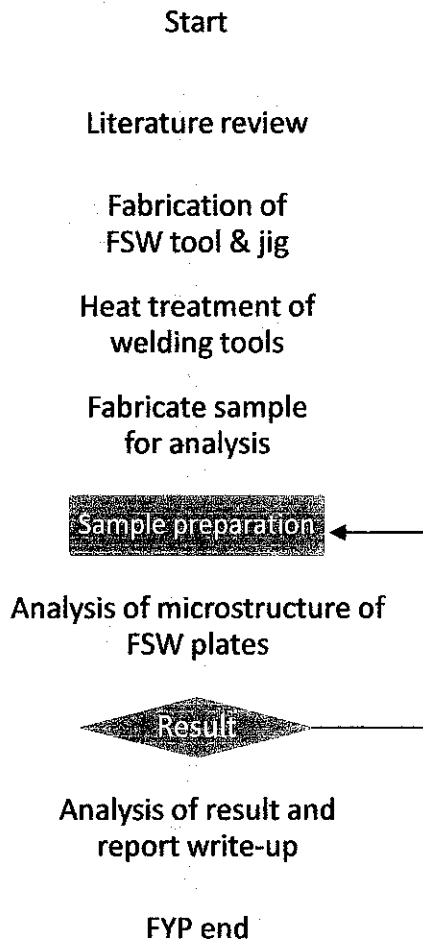 Start
Literature review
Fabrication of
FSW tool & jig
Heat treatment of
welding tools
Fabricate sample
for analysis
Sample preparation
Analysis of microstructure of
FSW plates
Result
Analysis of result and
report write-up
FYP end